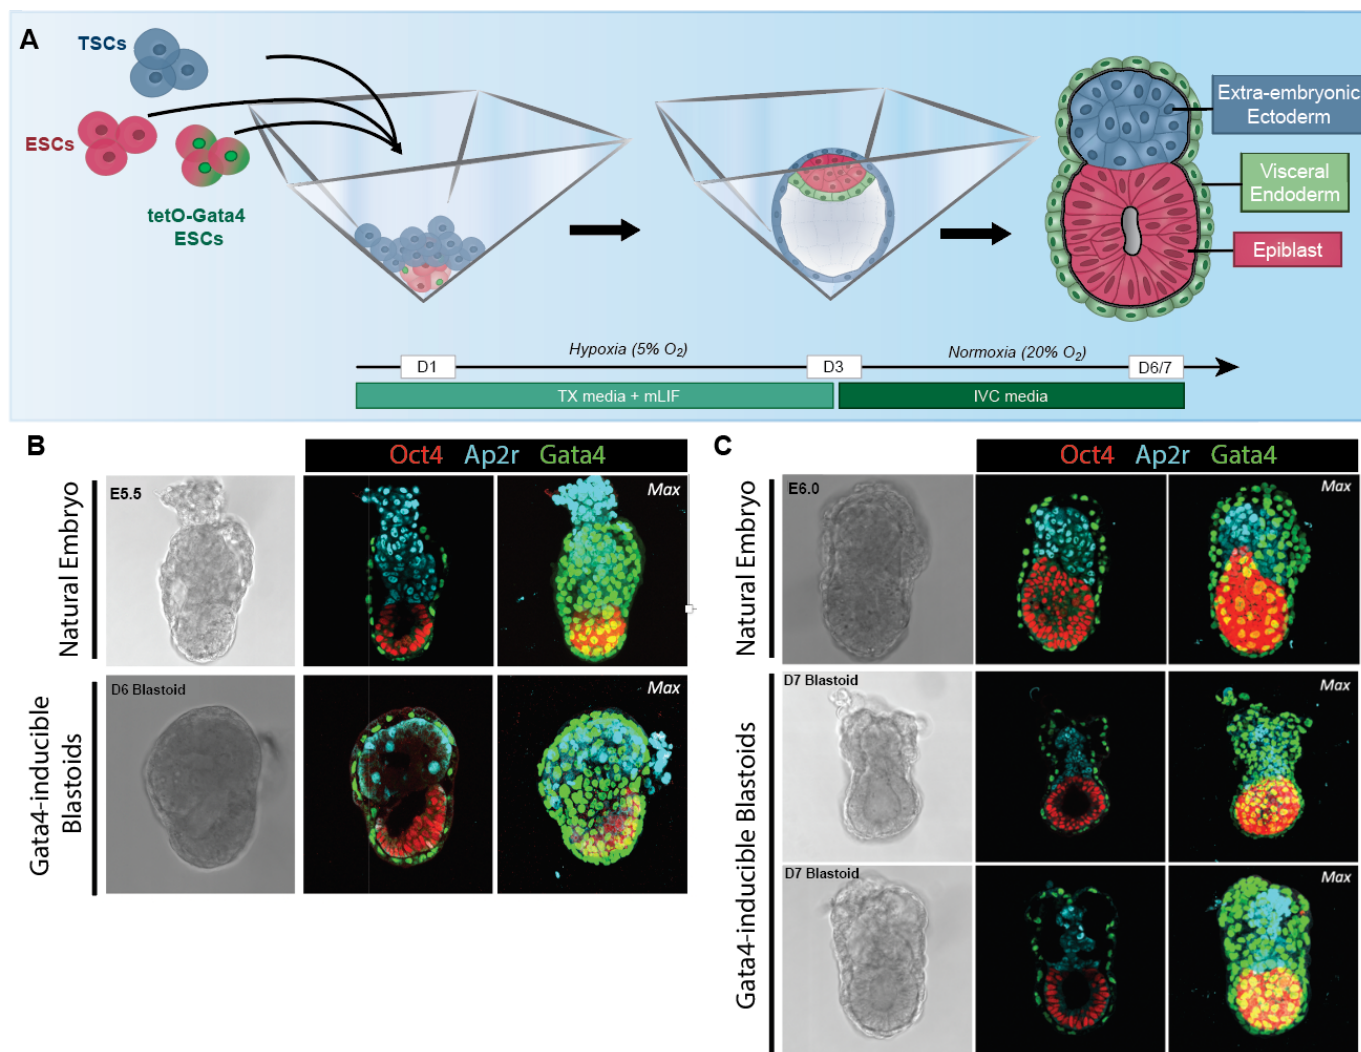 A
TSCs
ESCs
tetO-Gata4
ESCs
Extra-embryonic
Ectoderm
Visceral
Endoderm
Epiblast
Hypoxia (5% O₂)
Normoxia (20% O₂)
D1
D3
D6/7
TX media + mLIF
IVC media
B
Oct4 Ap2r Gata4
Natural Embryo
E5.5
Max
Gata4-inducible
Blastoids
D6 Blastoid
Max
C
Oct4 Ap2r Gata4
Natural Embryo
E6.0
Max
Gata4-inducible Blastoids
D7 Blastoid
Max
D7 Blastoid
Max